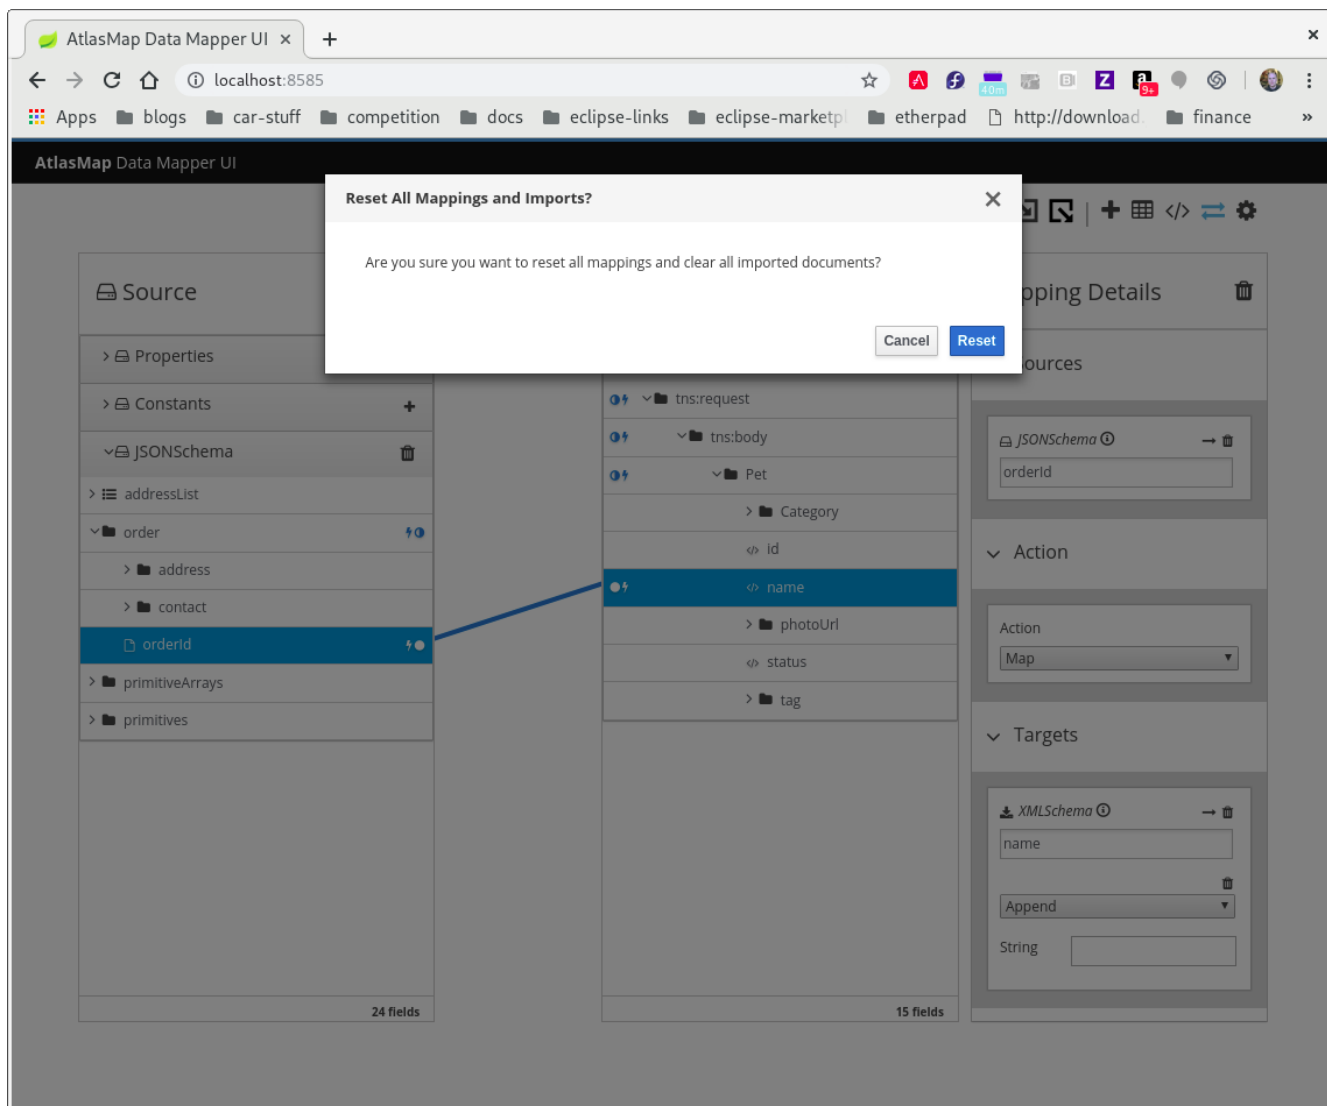 AtlasMap Data Mapper UI
localhost:8585
40m
B
Z
a
9+
Apps blogs car-stuff competition docs eclipse-links eclipse-marketpl etherpad http://download. finance »
AtlasMap Data Mapper UI
Reset All Mappings and Imports?
Are you sure you want to reset all mappings and clear all imported documents?
Cancel Reset
Source
Properties
Constants
JSONSchema
addressList
order
address
contact
orderId
primitiveArrays
primitives
24 fields
tns:request
tns:body
Pet
Category
id
name
photoUrl
status
tag
15 fields
pping Details
ources
JSONSchema
orderId
Action
Action
Map
Targets
XMLSchema
name
Append
String